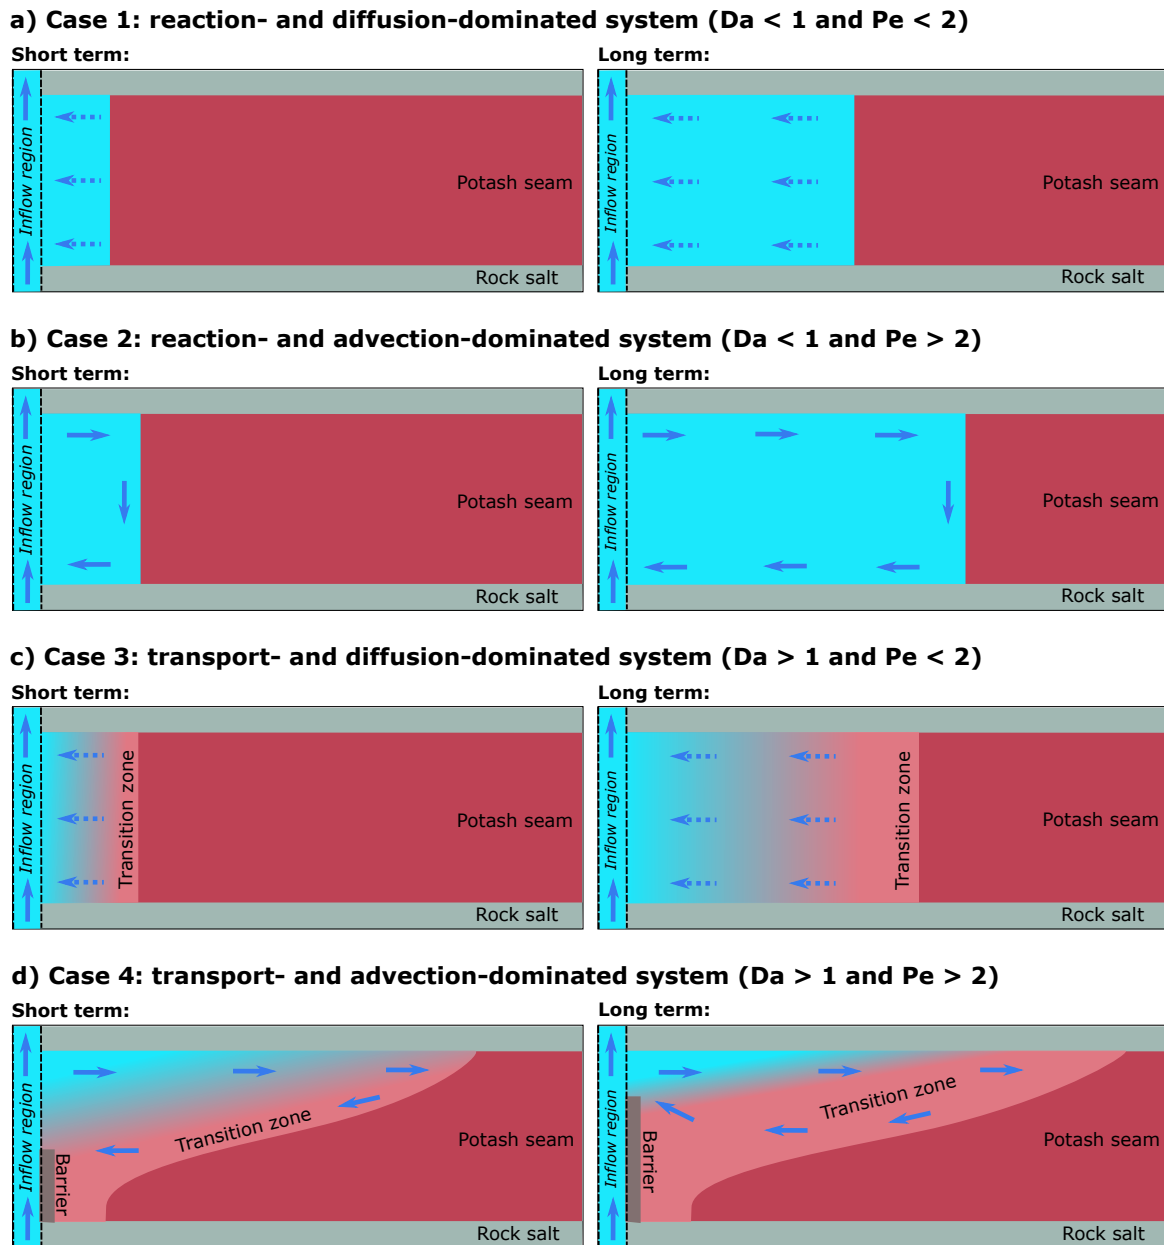 a) Case 1: reaction- and diffusion-dominated system (Da < 1 and Pe < 2)
Short term:
Long term:
Inflow region
Potash seam
Rock salt
Inflow region
Potash seam
Rock salt
b) Case 2: reaction- and advection-dominated system (Da < 1 and Pe > 2)
Short term:
Long term:
Inflow region
Potash seam
Rock salt
Inflow region
Potash seam
Rock salt
c) Case 3: transport- and diffusion-dominated system (Da > 1 and Pe < 2)
Short term:
Long term:
Inflow region
Transition zone
Potash seam
Rock salt
Inflow region
Transition zone
Potash seam
Rock salt
d) Case 4: transport- and advection-dominated system (Da > 1 and Pe > 2)
Short term:
Long term:
Inflow region
Barrier
Transition zone
Potash seam
Rock salt
Inflow region
Barrier
Transition zone
Potash seam
Rock salt